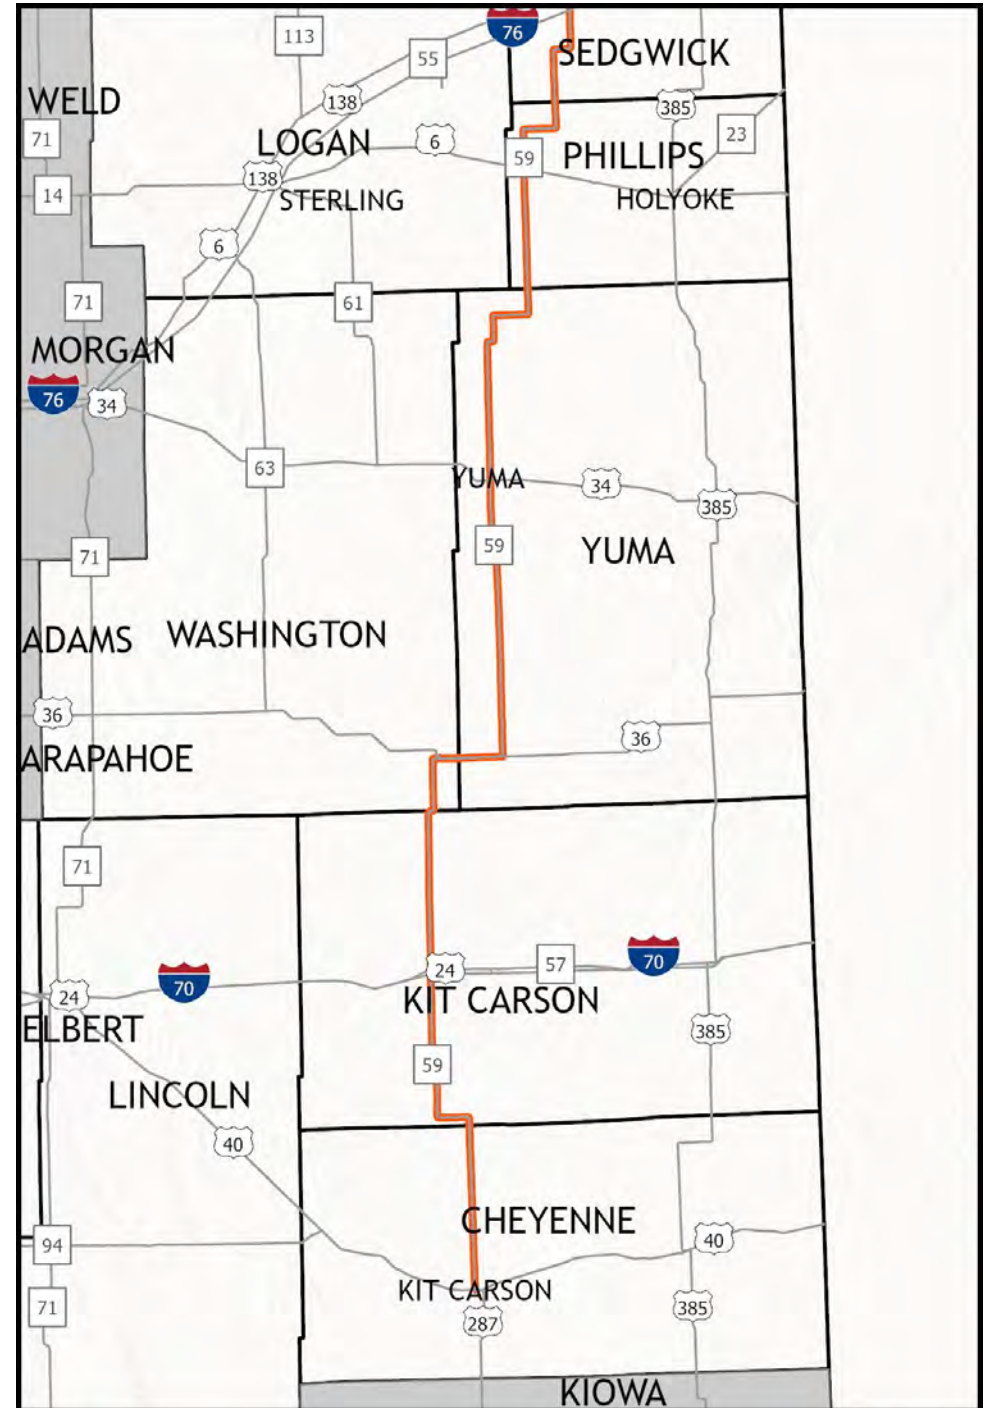 113
76
55
SEDGWICK
WELD
138
385
71
LOGAN
6
23
59
PHILLIPS
138
14
STERLING
HOLYOKE
6
71
61
MORGAN
76
34
63
YUMA
34
385
59
YUMA
71
ADAMS
WASHINGTON
36
36
ARAPAHOE
71
24
57
70
70
24
KIT CARSON
ELBERT
385
59
LINCOLN
40
CHEYENNE
94
40
KIT CARSON
71
287
385
KIOWA